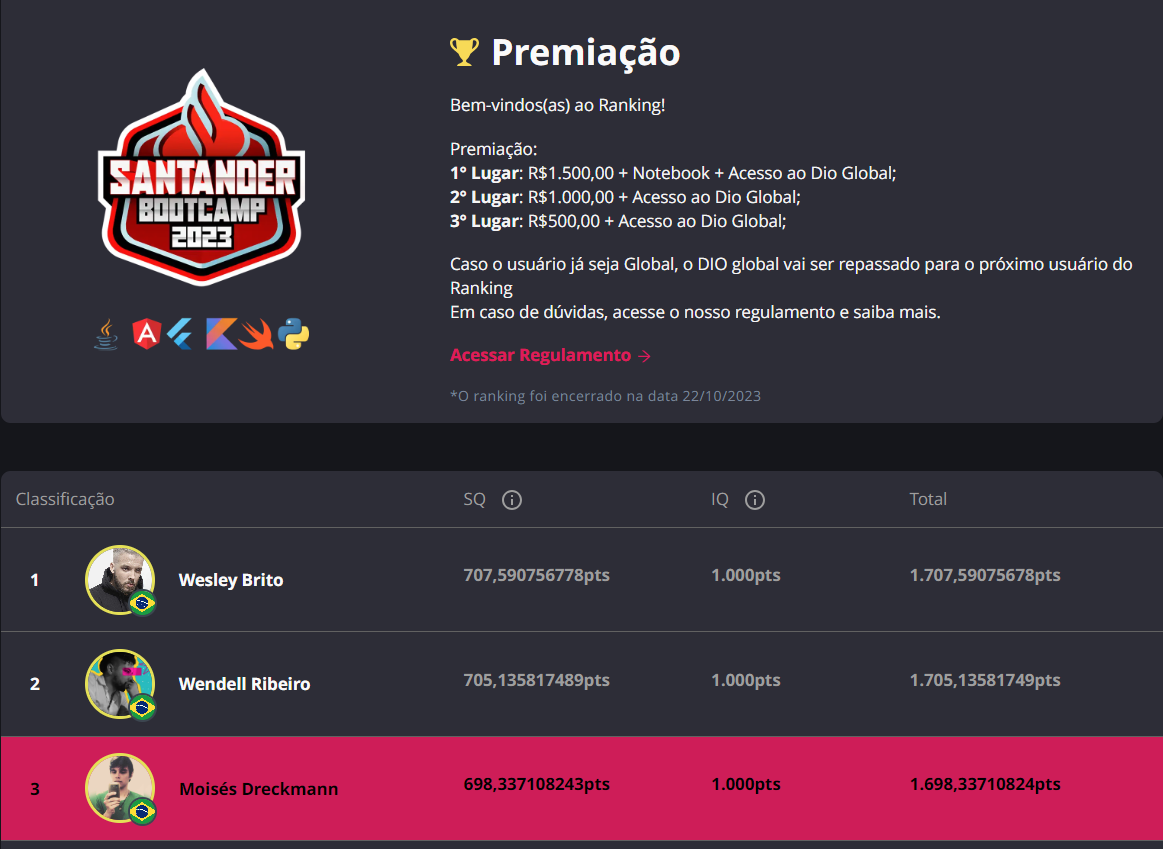 Premiação
Bem-vindos(as) ao Ranking!
Premiação:
1° Lugar: R$1.500,00 + Notebook + Acesso ao Dio Global;
2° Lugar: R$1.000,00 + Acesso ao Dio Global;
3° Lugar: R$500,00 + Acesso ao Dio Global;
Caso o usuário já seja Global, o DIO global vai ser repassado para o próximo usuário do
Ranking
Em caso de dúvidas, acesse o nosso regulamento e saiba mais.
Acessar Regulamento →
*O ranking foi encerrado na data 22/10/2023
SANTANDER
BOOTCAMP
2023
A
Classificação SQ IQ Total
1 Wesley Brito 707,590756778pts 1.000pts 1.707,59075678pts
2 Wendell Ribeiro 705,135817489pts 1.000pts 1.705,13581749pts
3 Moisés Dreckmann 698,337108243pts 1.000pts 1.698,33710824pts